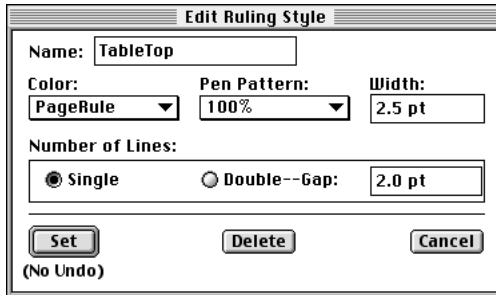 Edit Ruling Style
Name: TableTop
Color: Pen Pattern: Width:
PageRule 100% 2.5 pt
Number of Lines:
Single Double--Gap: 2.0 pt
Set Delete Cancel
(No Undo)